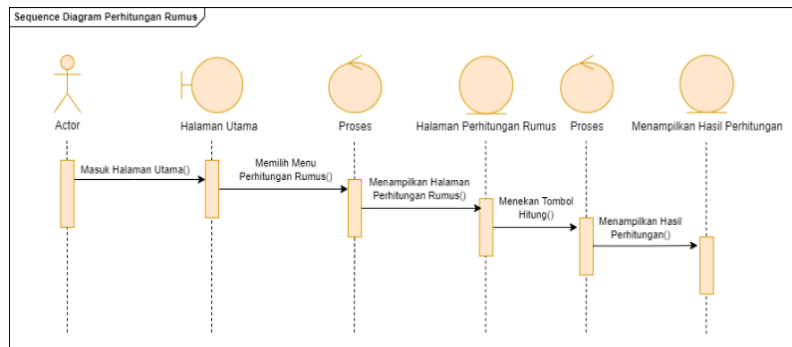 Sequence Diagram Perhitungan Rumus
Actor
Halaman Utama
Proses
Halaman Perhitungan Rumus
Proses
Menampilkan Hasil Perhitungan
Masuk Halaman Utama()
Memilih Menu
Perhitungan Rumus()
Menampilkan Halaman
Perhitungan Rumus()
Menekan Tombol
Hitung()
Menampilkan Hasil
Perhitungan()